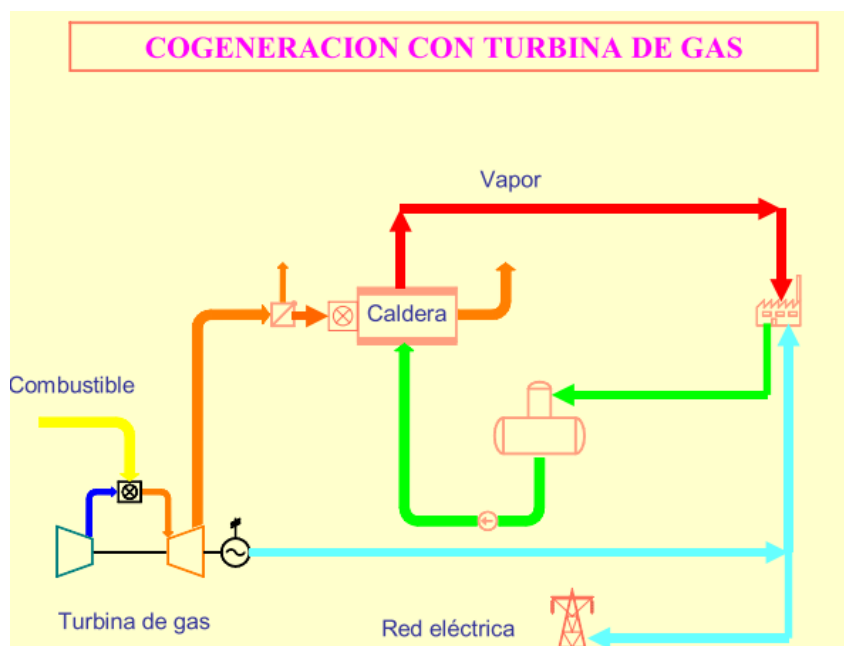 COGENERACION CON TURBINA DE GAS
Vapor
Caldera
Combustible
Turbina de gas
Red eléctrica